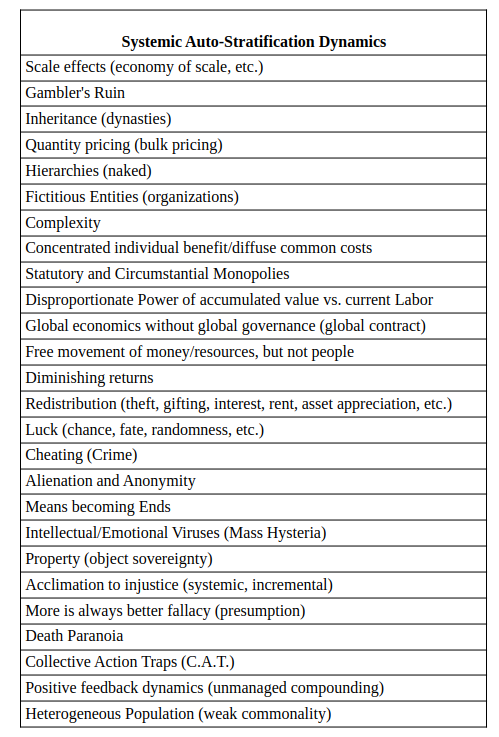 Systemic Auto-Stratification Dynamics
Scale effects (economy of scale, etc.)
Gambler's Ruin
Inheritance (dynasties)
Quantity pricing (bulk pricing)
Hierarchies (naked)
Fictitious Entities (organizations)
Complexity
Concentrated individual benefit/diffuse common costs
Statutory and Circumstantial Monopolies
Disproportionate Power of accumulated value vs. current Labor
Global economics without global governance (global contract)
Free movement of money/resources, but not people
Diminishing returns
Redistribution (theft, gifting, interest, rent, asset appreciation, etc.)
Luck (chance, fate, randomness, etc.)
Cheating (Crime)
Alienation and Anonymity
Means becoming Ends
Intellectual/Emotional Viruses (Mass Hysteria)
Property (object sovereignty)
Acclimation to injustice (systemic, incremental)
More is always better fallacy (presumption)
Death Paranoia
Collective Action Traps (C.A.T.)
Positive feedback dynamics (unmanaged compounding)
Heterogeneous Population (weak commonality)